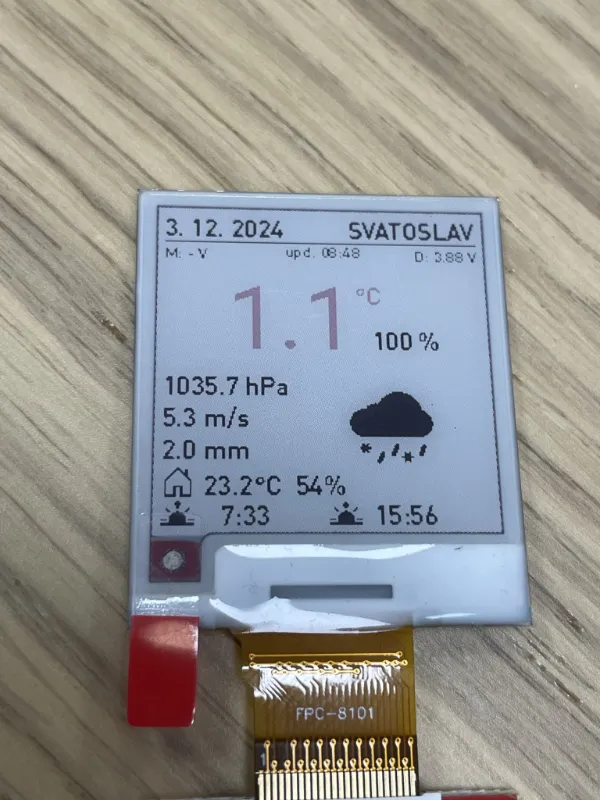 3. 12. 2024 SVATOSLAV
M: - V upd. 08:48 D: 3.88 V
1.1 °C
100 %
1035.7 hPa
5.3 m/s
2.0 mm
23.2°C 54%
7:33 15:56
FPC-8101
1